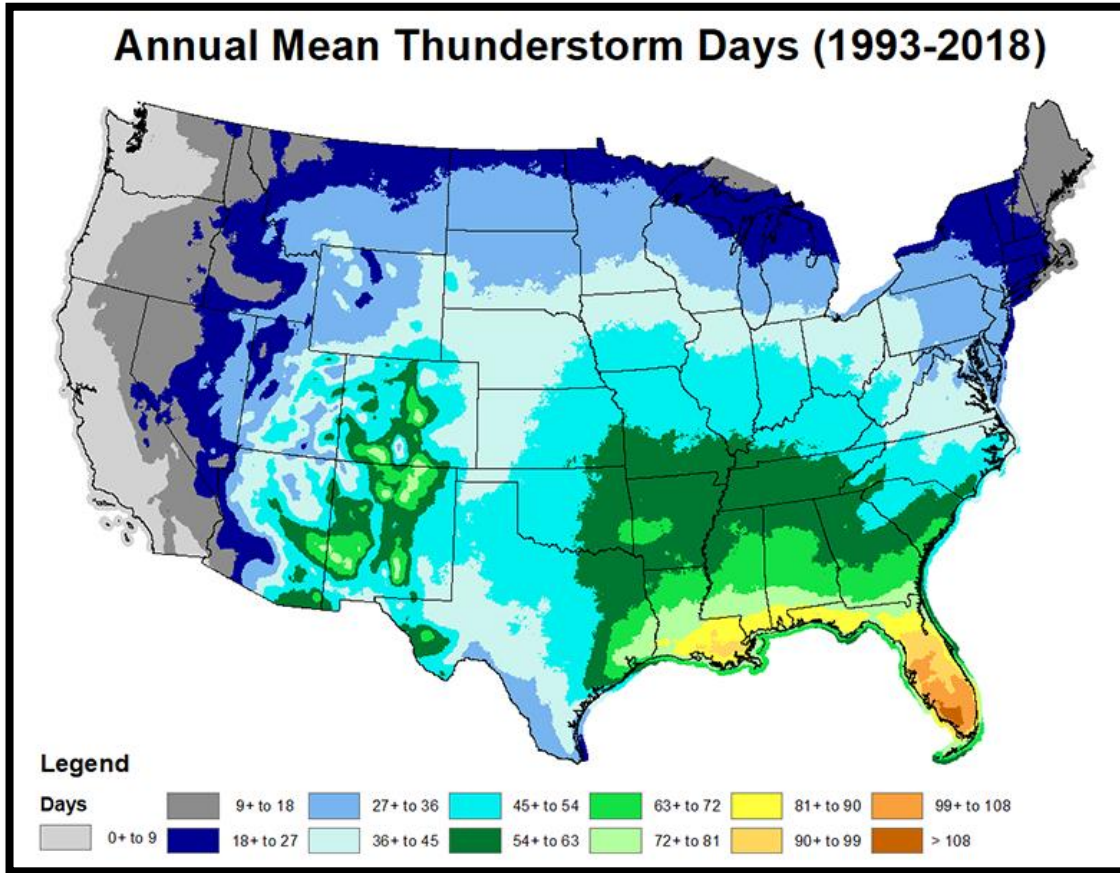 Annual Mean Thunderstorm Days (1993-2018)
Legend
Days
0+ to 9
9+ to 18
18+ to 27
27+ to 36
36+ to 45
45+ to 54
54+ to 63
63+ to 72
72+ to 81
81+ to 90
90+ to 99
99+ to 108
> 108